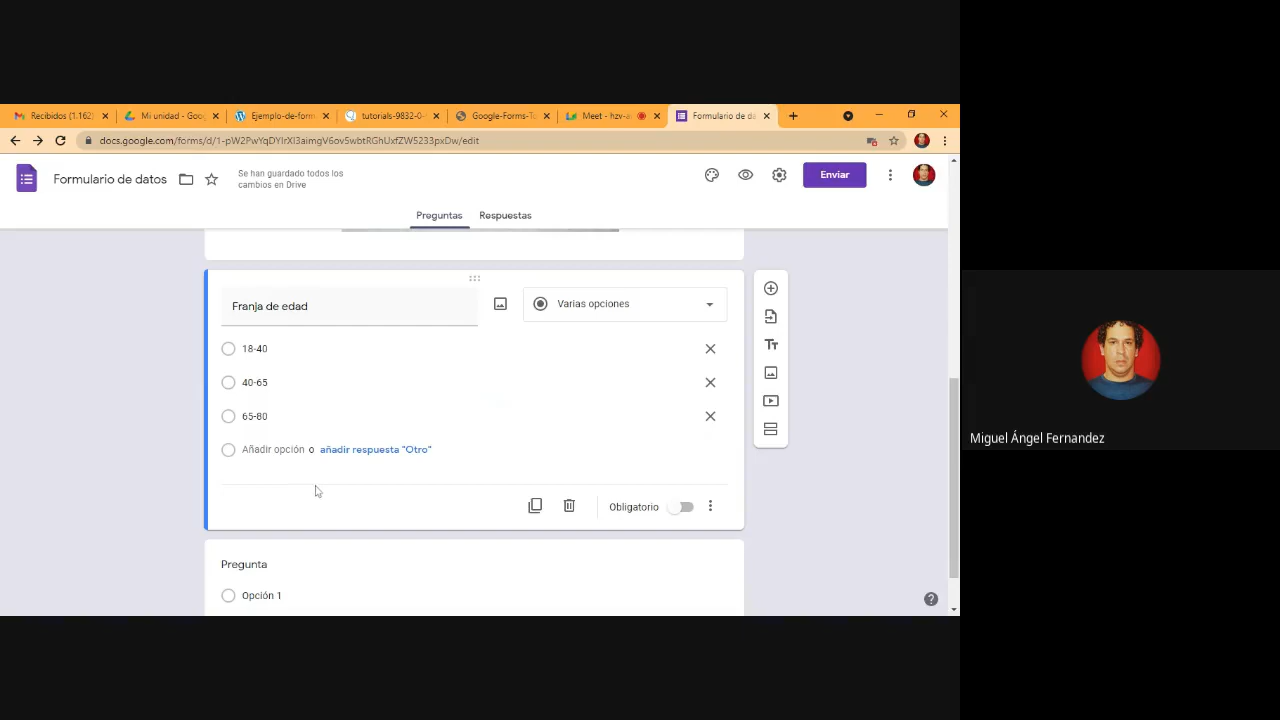 Recibidos (1.162)
Mi unidad - Goo
Ejemplo-de-form
tutorials-9832-0-
Google-Forms-Tu
Meet - hzv-a
Formulario de da
docs.google.com/forms/d/1-pW2PwYqDYIrXl3aimgV6ov5wbtRGhUxfZW5233pxDw/edit
Formulario de datos
Se han guardado todos los
cambios en Drive
Enviar
Preguntas
Respuestas
Franja de edad
Varias opciones
18-40
40-65
65-80
Añadir opción o añadir respuesta "Otro"
Obligatorio
Pregunta
Opción 1
Miguel Ángel Fernandez